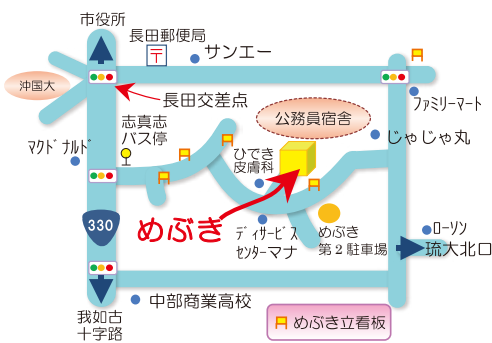 市役所
長田郵便局
サンエー
沖国大
長田交差点
ファミリーマート
公務員宿舎
志真志
バス停
じゃじゃ丸
マクドナルド
ひでき
皮膚科
330
めぶき
デイサービス
センターマナ
めぶき
第2駐車場
ローソン
琉大北口
中部商業高校
我如古
十字路
めぶき立看板